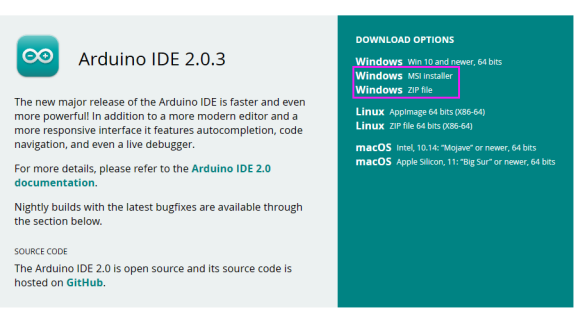 Arduino IDE 2.0.3
The new major release of the Arduino IDE is faster and even
more powerful! In addition to a more modern editor and a
more responsive interface it features autocompletion, code
navigation, and even a live debugger.
For more details, please refer to the Arduino IDE 2.0
documentation.
Nightly builds with the latest bugfixes are available through
the section below.
SOURCE CODE
The Arduino IDE 2.0 is open source and its source code is
hosted on GitHub.
DOWNLOAD OPTIONS
Windows Win 10 and newer, 64 bits
Windows MSI installer
Windows ZIP file
Linux AppImage 64 bits (X86-64)
Linux ZIP file 64 bits (X86-64)
macOS Intel, 10.14: "Mojave" or newer, 64 bits
macOS Apple Silicon, 11: "Big Sur" or newer, 64 bits